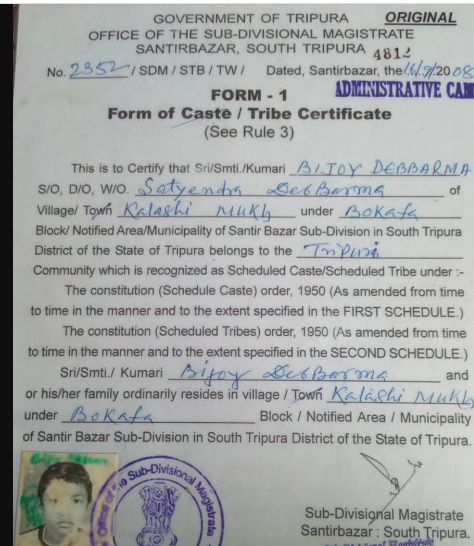 GOVERNMENT OF TRIPURA ORIGINAL
OFFICE OF THE SUB-DIVISIONAL MAGISTRATE
SANTIRBAZAR, SOUTH TRIPURA 4812
No. 2352 / SDM / STB / TW / Dated, Santirbazar, the 16/9/2008
ADMINISTRATIVE CAM
FORM - 1
Form of Caste / Tribe Certificate
(See Rule 3)
This is to Certify that Sri/Smti./Kumari BIJOY DEBBARMA
S/O, D/O, W/O. Satyendra DebBarma of
Village/ Town Kalashi Mukh under Bokafa
Block/ Notified Area/Municipality of Santir Bazar Sub-Division in South Tripura
District of the State of Tripura belongs to the Tripuri
Community which is recognized as Scheduled Caste/Scheduled Tribe under :-
The constitution (Schedule Caste) order, 1950 (As amended from time
to time in the manner and to the extent specified in the FIRST SCHEDULE.)
The constitution (Scheduled Tribes) order, 1950 (As amended from time
to time in the manner and to the extent specified in the SECOND SCHEDULE.)
Sri/Smti./ Kumari Bijoy DebBarma and
or his/her family ordinarily resides in village / Town Kalashi Mukh
under Bokafa Block / Notified Area / Municipality
of Santir Bazar Sub-Division in South Tripura District of the State of Tripura.
Office of the Sub-Divisional Magistrate
Sub-Divisional Magistrate
Santirbazar : South Tripura.